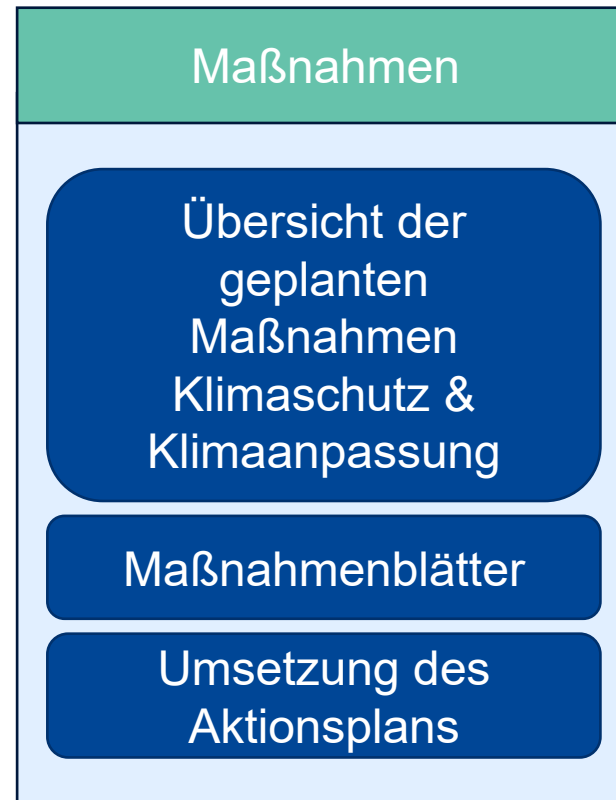 Maßnahmen
Übersicht der
geplanten
Maßnahmen
Klimaschutz &
Klimaanpassung
Maßnahmenblätter
Umsetzung des
Aktionsplans